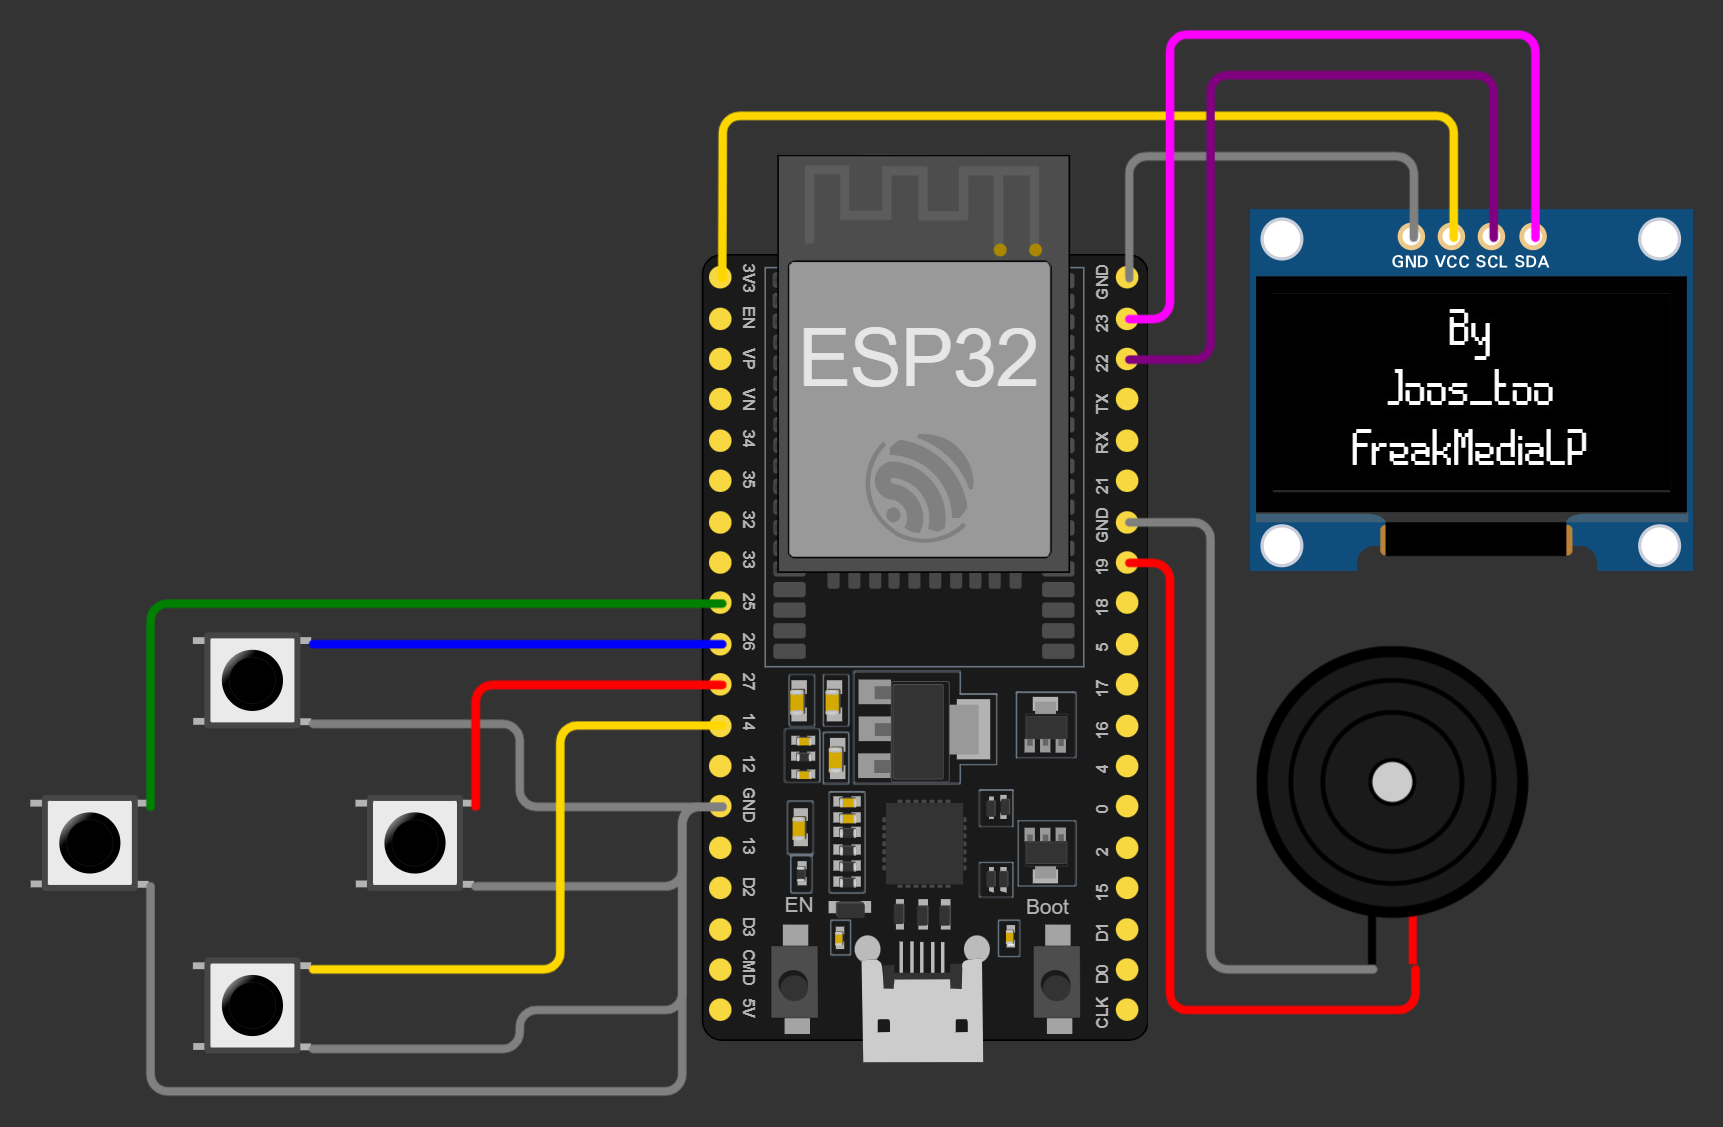 GND VCC SCL SDA
By
Joos_too
FreakMediaLP
ESP32
3V3
EN
VP
VN
34
35
32
33
25
26
27
14
12
GND
13
D2
D3
CMD
5V
GND
23
22
TX
RX
21
GND
19
18
5
17
16
4
0
2
15
D1
D0
CLK
EN
Boot